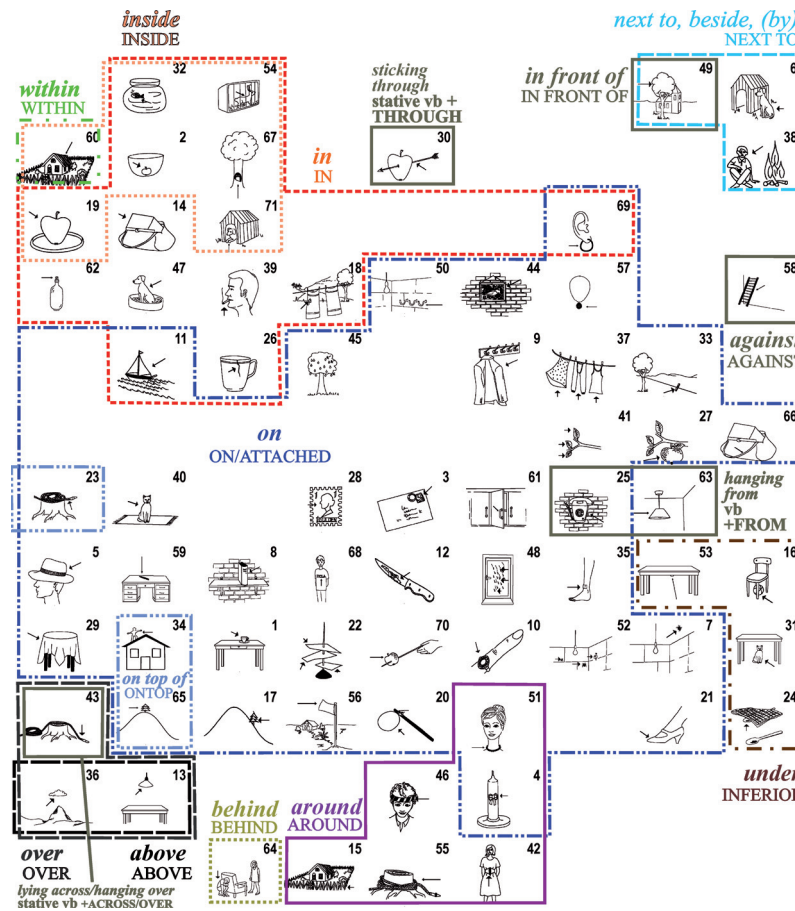 inside
INSIDE
next to, beside, (by)
NEXT TO
32
54
sticking
through
stative vb +
THROUGH
in front of
IN FRONT OF
49
6
within
WITHIN
60
2
67
30
38
in
IN
19
14
71
69
62
47
39
18
50
44
57
58
against
AGAINST
11
26
45
9
37
33
41
27
66
on
ON/ATTACHED
23
40
28
3
61
25
63
hanging
from
vb
+FROM
5
59
8
68
12
48
35
53
16
29
34
1
22
70
10
52
7
31
on top of
ONTOP
43
65
17
56
20
51
21
24
under
INFERIOR
36
13
46
4
behind
BEHIND
around
AROUND
over
OVER
above
ABOVE
64
15
55
42
lying across/hanging over
stative vb +ACROSS/OVER